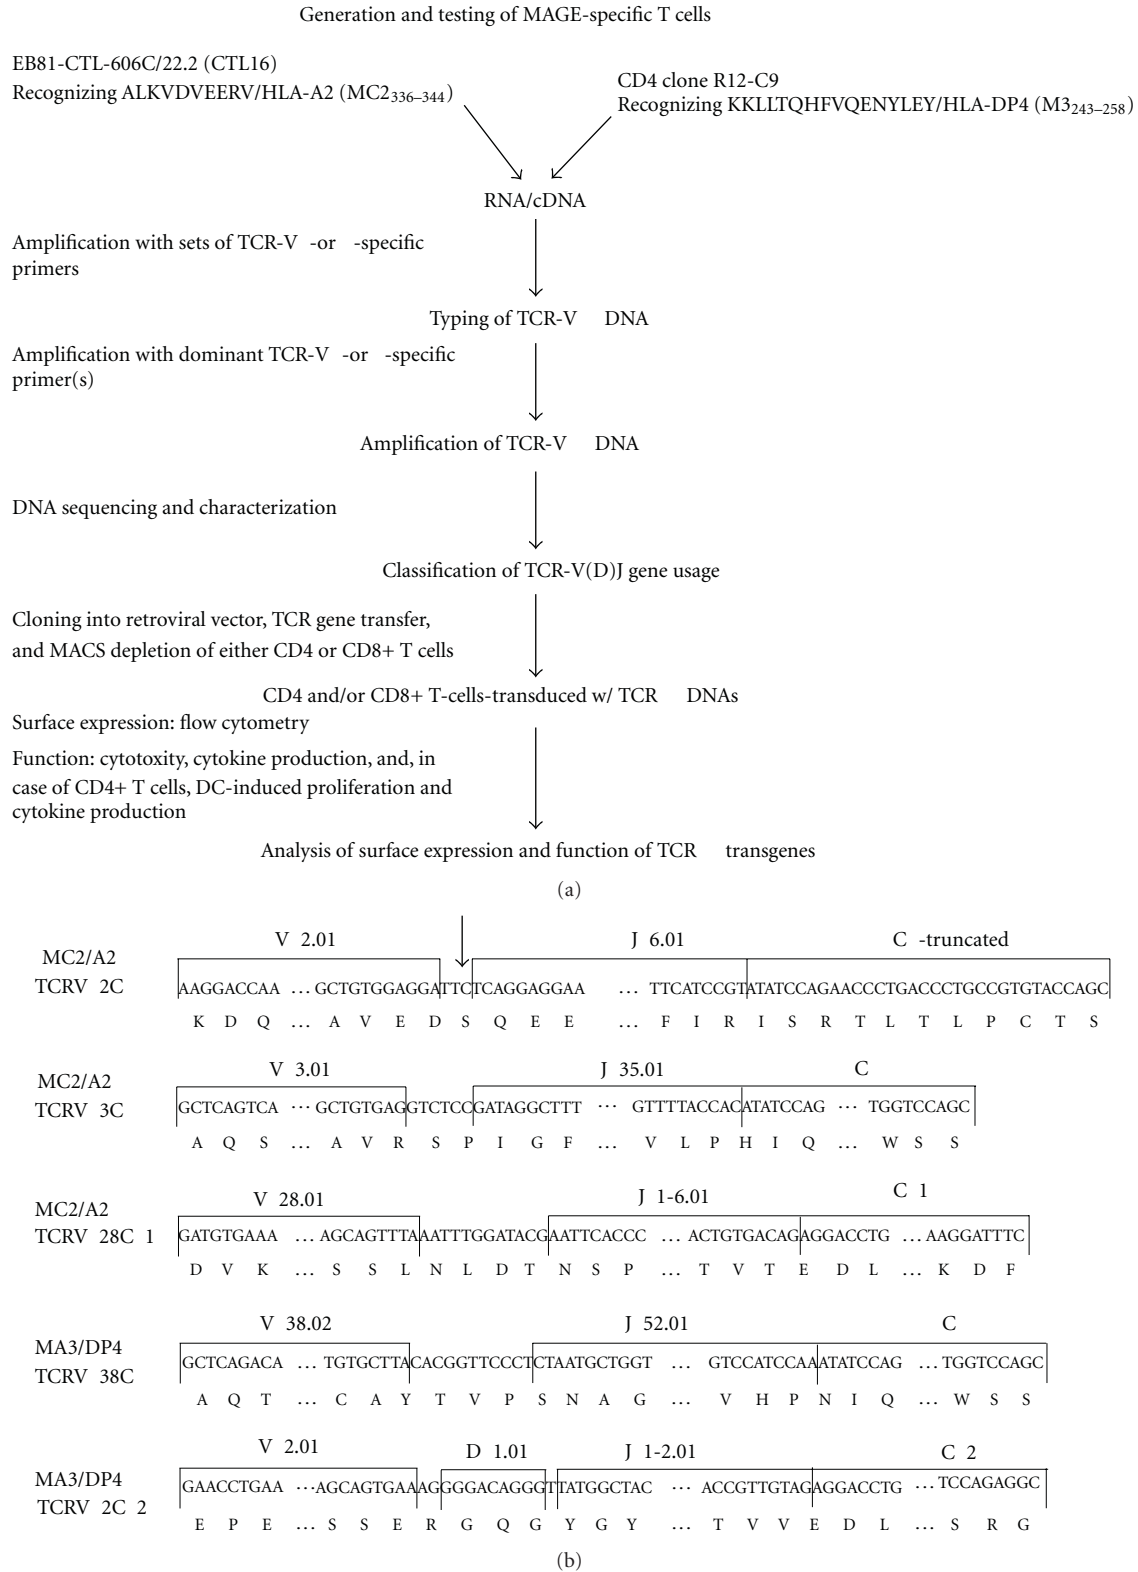 Generation and testing of MAGE-specific T cells
EB81-CTL-606C/22.2 (CTL16)
Recognizing ALKVDVEERV/HLA-A2 (MC2336–344)
CD4 clone R12-C9
Recognizing KKLLTQHFVQENYLEY/HLA-DP4 (M3243–258)
RNA/cDNA
Amplification with sets of TCR-V -or -specific
primers
Typing of TCR-V DNA
Amplification with dominant TCR-V -or -specific
primer(s)
Amplification of TCR-V DNA
DNA sequencing and characterization
Classification of TCR-V(D)J gene usage
Cloning into retroviral vector, TCR gene transfer,
and MACS depletion of either CD4 or CD8+ T cells
CD4 and/or CD8+ T-cells-transduced w/ TCR DNAs
Surface expression: flow cytometry
Function: cytotoxity, cytokine production, and, in
case of CD4+ T cells, DC-induced proliferation and
cytokine production
Analysis of surface expression and function of TCR transgenes
(a)
V 2.01 J 6.01 C -truncated
MC2/A2
TCRV 2C
AAGGACCAA ...GCTGTGGAGGATTCTCAGGAGGAA ... TTCATCCGTATATCCAGAACCCTGACCCTGCCGTGTACCAGC
K D Q ... A V E D S Q E E ... F I R I S R T L T L P C T S
V 3.01 J 35.01 C
MC2/A2
TCRV 3C
GCTCAGTCA ...GCTGTGAGGTCTCCGATAGGCTTT ... GTTTTACCACATATCCAG ... TGGTCCAGC
A Q S ... A V R S P I G F ... V L P H I Q ... W S S
V 28.01 J 1-6.01 C 1
MC2/A2
TCRV 28C 1
GATGTGAAA ... AGCAGTTTAAATTTGGATACGAATTCACCC ... ACTGTGACAGAGGACCTG ... AAGGATTTC
D V K ... S S L N L D T N S P ... T V T E D L ... K D F
V 38.02 J 52.01 C
MA3/DP4
TCRV 38C
GCTCAGACA ... TGTGCTTACACGGTTCCCTCTAATGCTGGT ... GTCCATCCAAATATCCAG ...TGGTCCAGC
A Q T ... C A Y T V P S N A G ... V H P N I Q ... W S S
V 2.01 D 1.01 J 1-2.01 C 2
MA3/DP4
TCRV 2C 2
GAACCTGAA ...AGCAGTGAAAGGGGACAGGGTTATGGCTAC ... ACCGTTGTAGAGGACCTG ...TCCAGAGGC
E P E ... S S E R G Q G Y G Y ... T V V E D L ... S R G
(b)